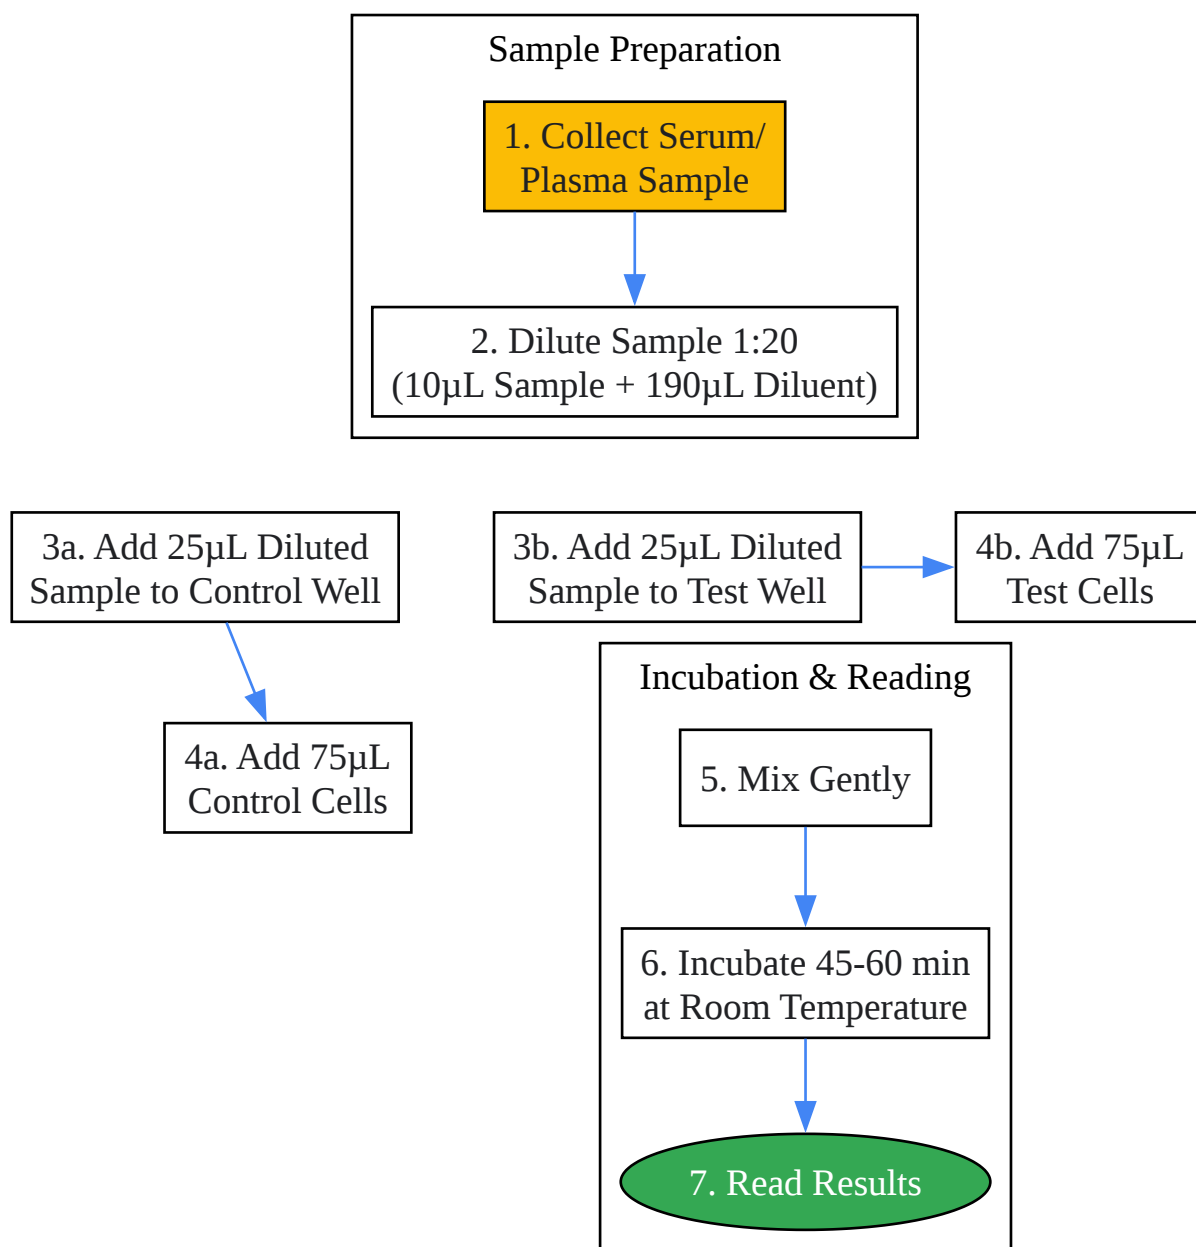 Sample Preparation
1. Collect Serum/
Plasma Sample
2. Dilute Sample 1:20
(10µL Sample + 190µL Diluent)
3a. Add 25µL Diluted
Sample to Control Well
3b. Add 25µL Diluted
Sample to Test Well
4b. Add 75µL
Test Cells
4a. Add 75µL
Control Cells
Incubation & Reading
5. Mix Gently
6. Incubate 45-60 min
at Room Temperature
7. Read Results